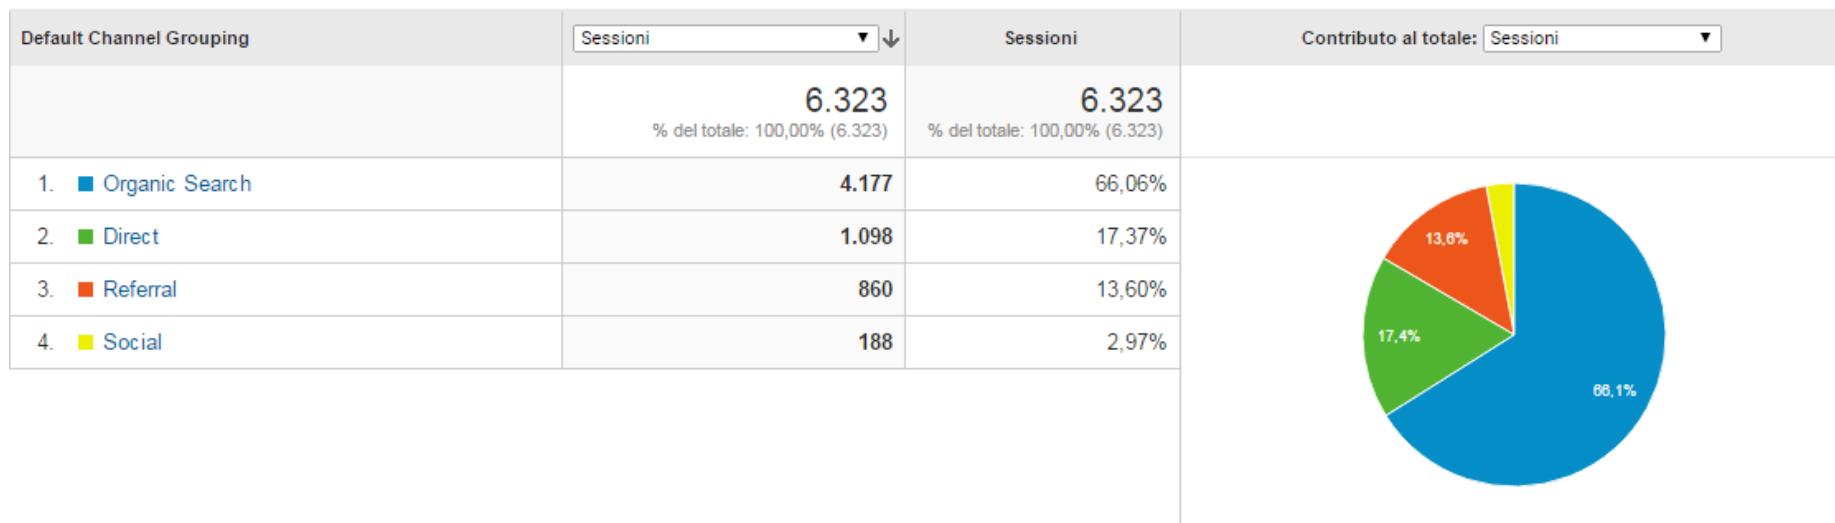 Default Channel Grouping Sessioni Sessioni Contributo al totale: Sessioni
6.323 6.323
% del totale: 100,00% (6.323) % del totale: 100,00% (6.323)
1. Organic Search 4.177 66,06%
2. Direct 1.098 17,37%
3. Referral 860 13,60%
4. Social 188 2,97%
13,6%
17,4%
66,1%